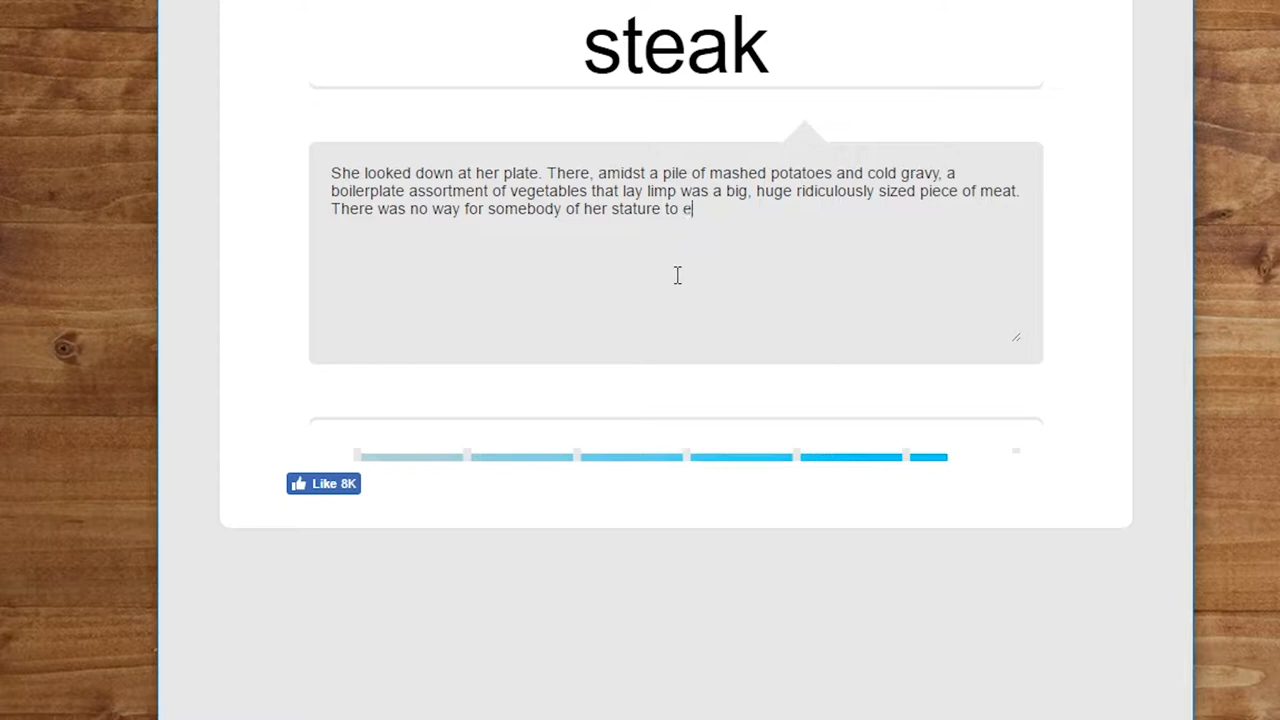 steak
She looked down at her plate. There, amidst a pile of mashed potatoes and cold gravy, a
boilerplate assortment of vegetables that lay limp was a big, huge ridiculously sized piece of meat.
There was no way for somebody of her stature to e
Like 8K